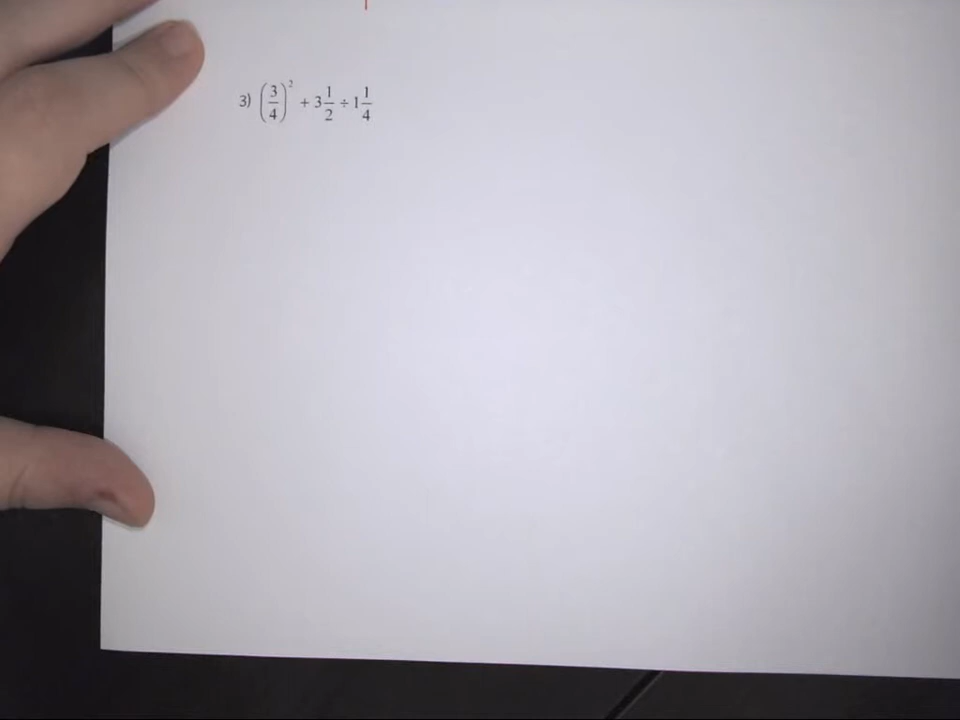 3) (3/4)² + 3 1/2 ÷ 1 1/4